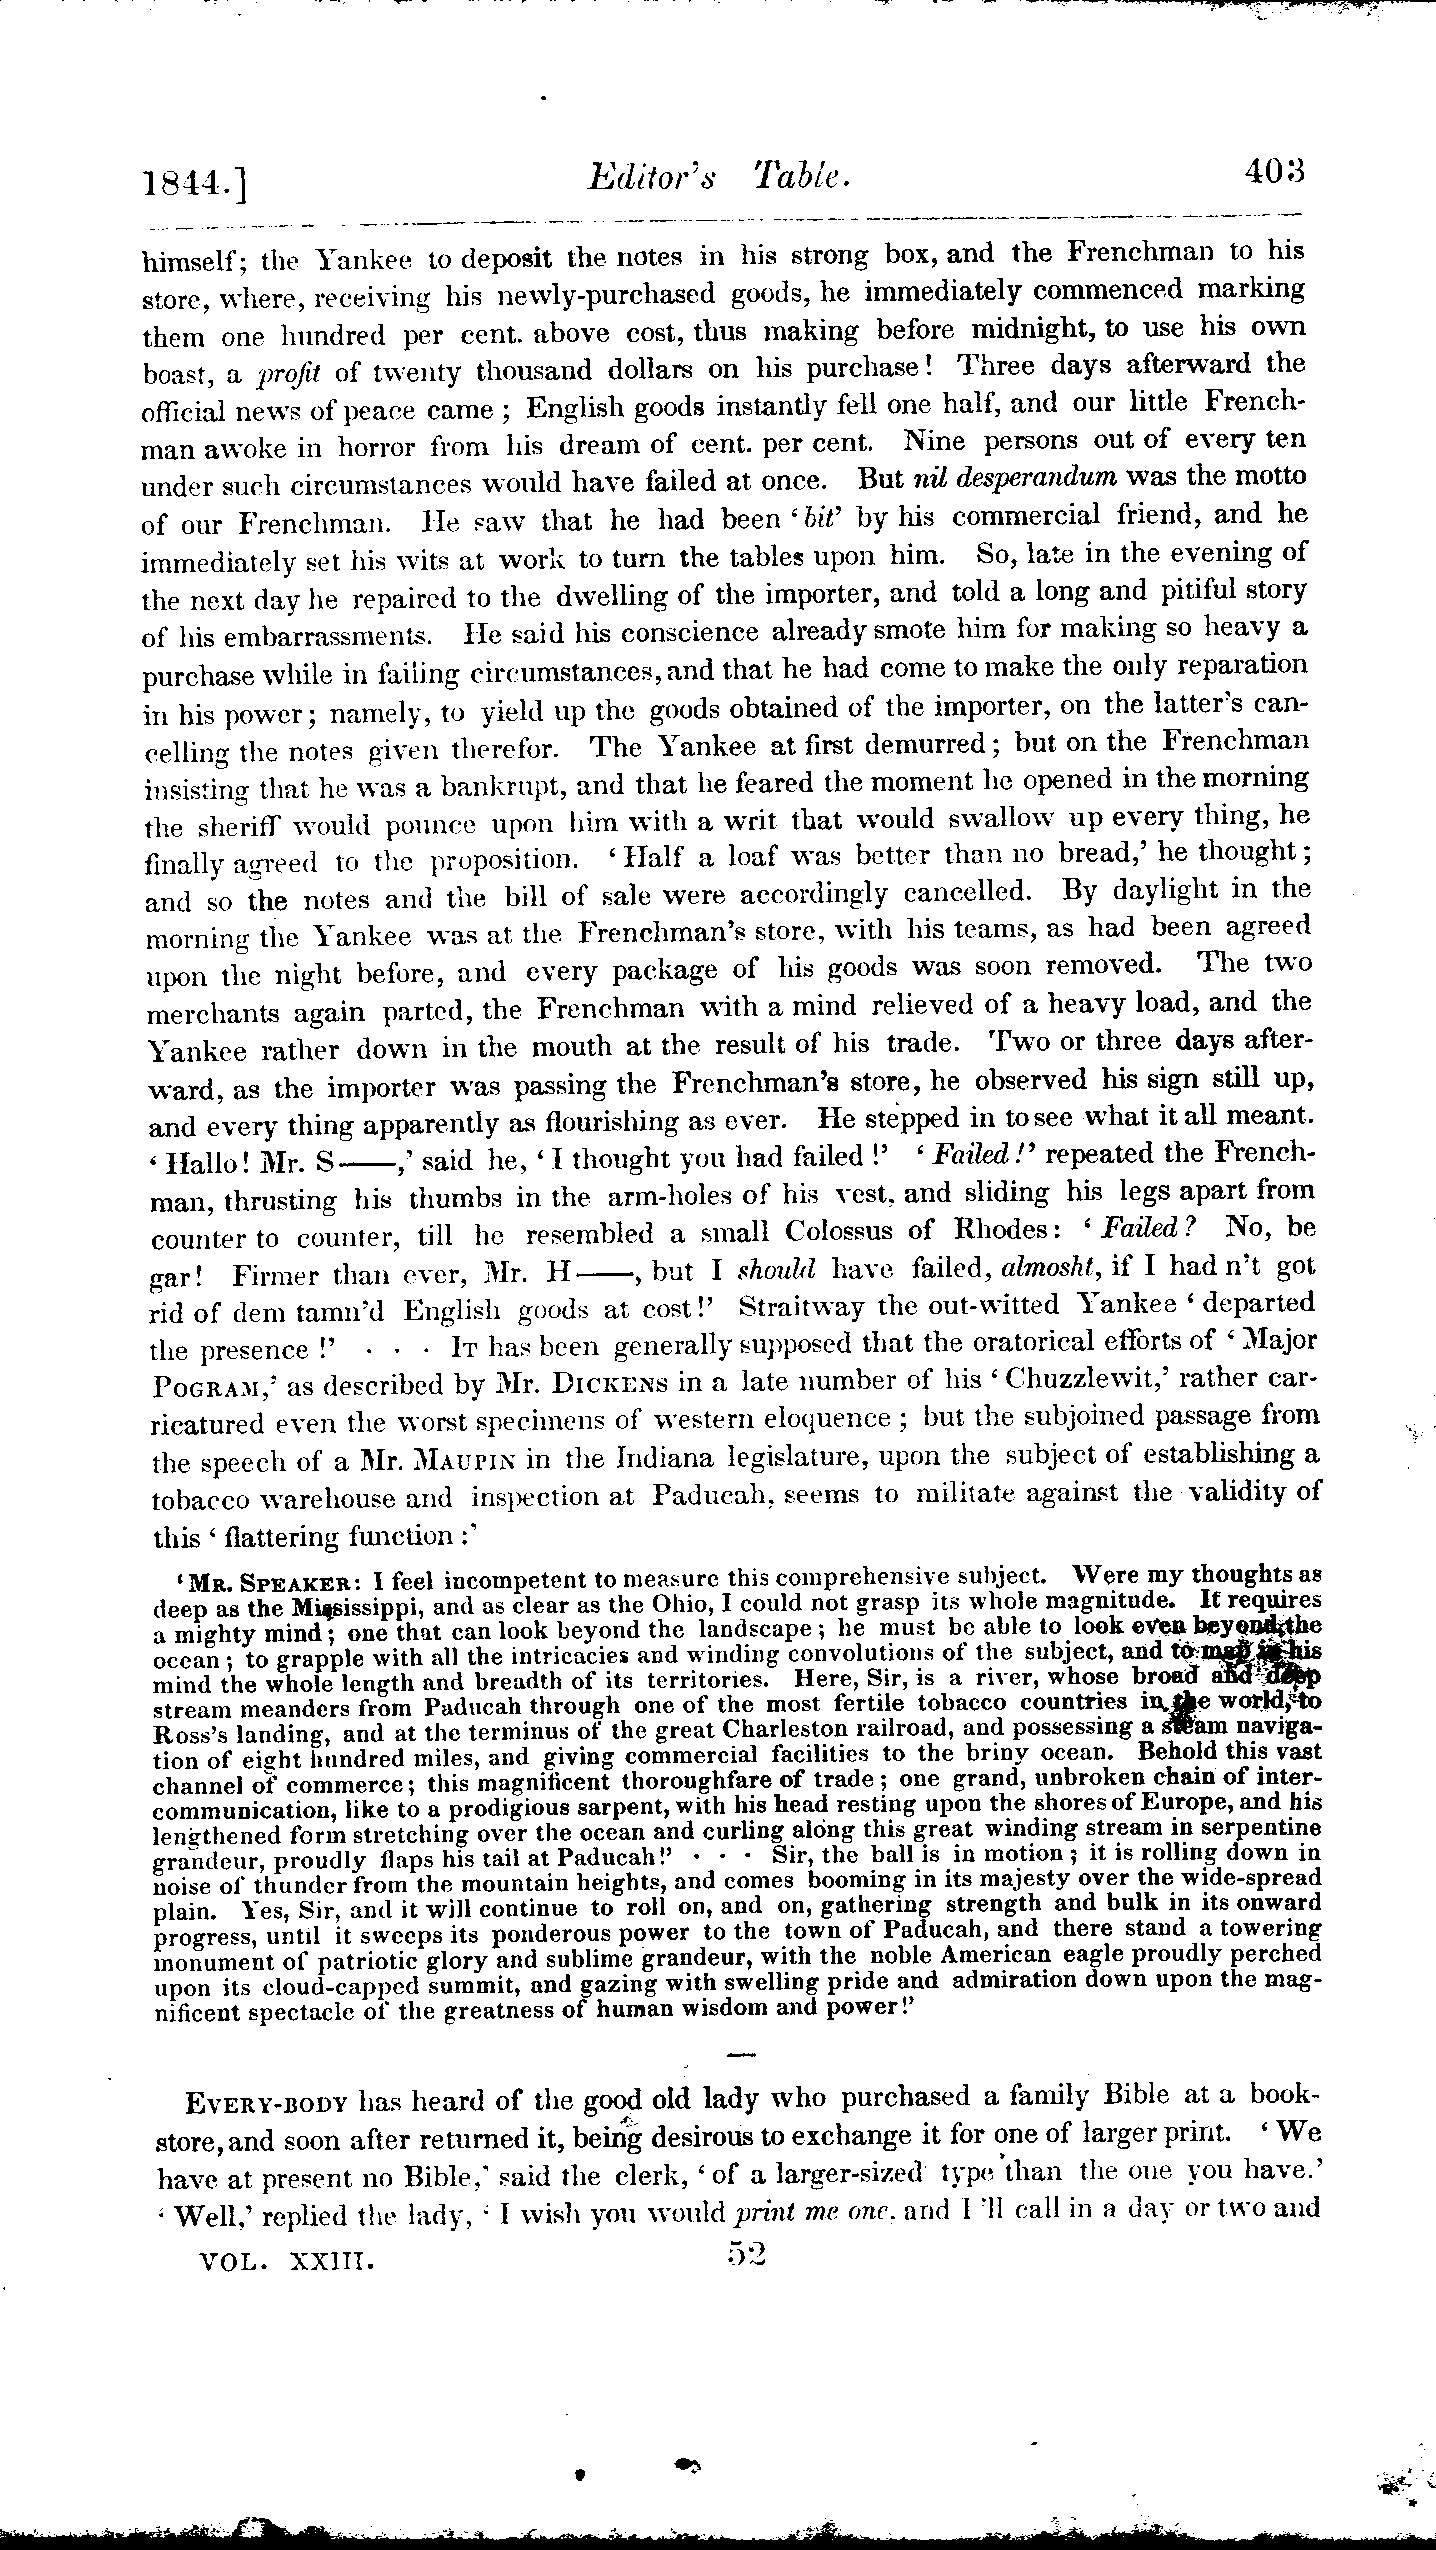 1844.] Editor's Table. 403
himself; the Yankee to deposit the notes in his strong box, and the Frenchman to his
store, where, receiving his newly-purchased goods, he immediately commenced marking
them one hundred per cent. above cost, thus making before midnight, to use his own
boast, a profit of twenty thousand dollars on his purchase! Three days afterward the
official news of peace came; English goods instantly fell one half, and our little French-
man awoke in horror from his dream of cent. per cent. Nine persons out of every ten
under such circumstances would have failed at once. But nil desperandum was the motto
of our Frenchman. He saw that he had been 'bit' by his commercial friend, and he
immediately set his wits at work to turn the tables upon him. So, late in the evening of
the next day he repaired to the dwelling of the importer, and told a long and pitiful story
of his embarrassments. He said his conscience already smote him for making so heavy a
purchase while in failing circumstances, and that he had come to make the only reparation
in his power; namely, to yield up the goods obtained of the importer, on the latter's can-
celling the notes given therefor. The Yankee at first demurred; but on the Frenchman
insisting that he was a bankrupt, and that he feared the moment he opened in the morning
the sheriff would pounce upon him with a writ that would swallow up every thing, he
finally agreed to the proposition. 'Half a loaf was better than no bread,' he thought;
and so the notes and the bill of sale were accordingly cancelled. By daylight in the
morning the Yankee was at the Frenchman's store, with his teams, as had been agreed
upon the night before, and every package of his goods was soon removed. The two
merchants again parted, the Frenchman with a mind relieved of a heavy load, and the
Yankee rather down in the mouth at the result of his trade. Two or three days after-
ward, as the importer was passing the Frenchman's store, he observed his sign still up,
and every thing apparently as flourishing as ever. He stepped in to see what it all meant.
'Hallo! Mr. S——,' said he, 'I thought you had failed!' 'Failed!' repeated the French-
man, thrusting his thumbs in the arm-holes of his vest, and sliding his legs apart from
counter to counter, till he resembled a small Colossus of Rhodes: 'Failed? No, be
gar! Firmer than ever, Mr. H——, but I should have failed, almosht, if I had n't got
rid of dem tamn'd English goods at cost!' Straitway the out-witted Yankee 'departed
the presence!' · · · IT has been generally supposed that the oratorical efforts of 'Major
POGRAM,' as described by Mr. DICKENS in a late number of his 'Chuzzlewit,' rather car-
ricatured even the worst specimens of western eloquence; but the subjoined passage from
the speech of a Mr. MAUPIN in the Indiana legislature, upon the subject of establishing a
tobacco warehouse and inspection at Paducah, seems to militate against the validity of
this 'flattering function:'
'MR. SPEAKER: I feel incompetent to measure this comprehensive subject. Were my thoughts as
deep as the Mississippi, and as clear as the Ohio, I could not grasp its whole magnitude. It requires
a mighty mind; one that can look beyond the landscape; he must be able to look even beyond the
ocean; to grapple with all the intricacies and winding convolutions of the subject, and to map in his
mind the whole length and breadth of its territories. Here, Sir, is a river, whose broad and deep
stream meanders from Paducah through one of the most fertile tobacco countries in the world, to
Ross's landing, and at the terminus of the great Charleston railroad, and possessing a steam naviga-
tion of eight hundred miles, and giving commercial facilities to the briny ocean. Behold this vast
channel of commerce; this magnificent thoroughfare of trade; one grand, unbroken chain of inter-
communication, like to a prodigious sarpent, with his head resting upon the shores of Europe, and his
lengthened form stretching over the ocean and curling along this great winding stream in serpentine
grandeur, proudly flaps his tail at Paducah!' · · · Sir, the ball is in motion; it is rolling down in
noise of thunder from the mountain heights, and comes booming in its majesty over the wide-spread
plain. Yes, Sir, and it will continue to roll on, and on, gathering strength and bulk in its onward
progress, until it sweeps its ponderous power to the town of Paducah, and there stand a towering
monument of patriotic glory and sublime grandeur, with the noble American eagle proudly perched
upon its cloud-capped summit, and gazing with swelling pride and admiration down upon the mag-
nificent spectacle of the greatness of human wisdom and power!'
EVERY-BODY has heard of the good old lady who purchased a family Bible at a book-
store, and soon after returned it, being desirous to exchange it for one of larger print. 'We
have at present no Bible,' said the clerk, 'of a larger-sized type than the one you have.'
'Well,' replied the lady, 'I wish you would print me one, and I 'll call in a day or two and
VOL. XXIII. 52